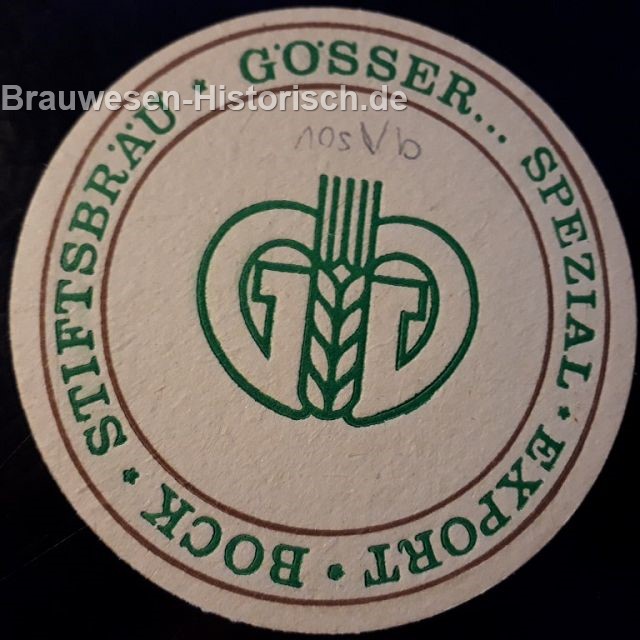 Brauwesen-Historisch.de
GÖSSER... SPEZIAL · EXPORT · BOCK · STIFTSBRÄU ·